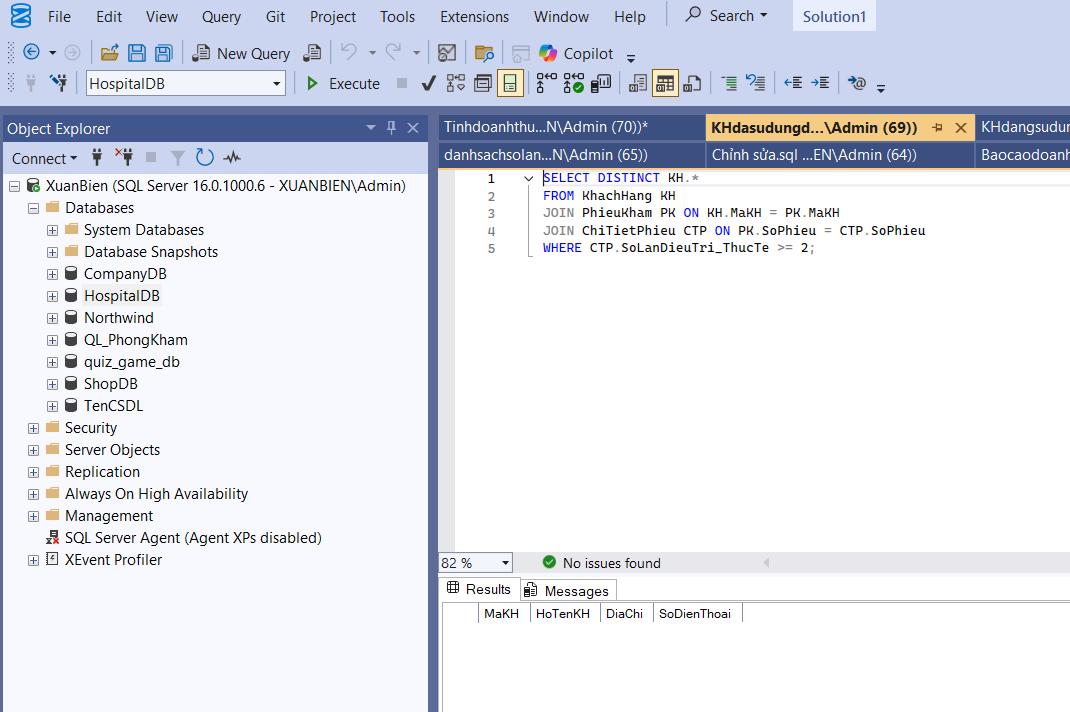 File Edit View Query Git Project Tools Extensions Window Help Search Solution1
New Query Copilot
HospitalDB Execute
Object Explorer
Connect
XuanBien (SQL Server 16.0.1000.6 - XUANBIEN\Admin)
Databases
System Databases
Database Snapshots
CompanyDB
HospitalDB
Northwind
QL_PhongKham
quiz_game_db
ShopDB
TenCSDL
Security
Server Objects
Replication
Always On High Availability
Management
SQL Server Agent (Agent XPs disabled)
XEvent Profiler
Tinhdoanhthu...N\Admin (70))* KHdasudungd...\Admin (69)) KHdangsudun
danhsachsolan...N\Admin (65)) Chỉnh sửa.sql ...EN\Admin (64)) Baocaodoanh
1 SELECT DISTINCT KH.*
2 FROM KhachHang KH
3 JOIN PhieuKham PK ON KH.MaKH = PK.MaKH
4 JOIN ChiTietPhieu CTP ON PK.SoPhieu = CTP.SoPhieu
5 WHERE CTP.SoLanDieuTri_ThucTe >= 2;
82 % No issues found
Results Messages
MaKH HoTenKH DiaChi SoDienThoai